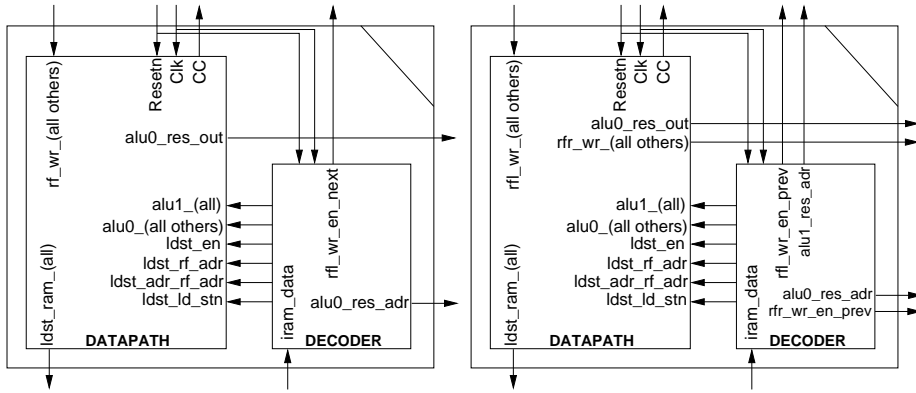 rf_wr_(all others)
Resetn
Clk
CC
alu0_res_out
alu1_(all)
alu0_(all others)
ldst_en
ldst_rf_adr
ldst_adr_rf_adr
ldst_ld_stn
ldst_ram_(all)
DATAPATH
rfl_wr_en_next
iram_data
alu0_res_adr
DECODER
rfl_wr_(all others)
Resetn
Clk
CC
alu0_res_out
rfr_wr_(all others)
alu1_(all)
alu0_(all others)
ldst_en
ldst_rf_adr
ldst_adr_rf_adr
ldst_ld_stn
ldst_ram_(all)
DATAPATH
rfl_wr_en_prev
alu1_res_adr
iram_data
alu0_res_adr
rfr_wr_en_prev
DECODER